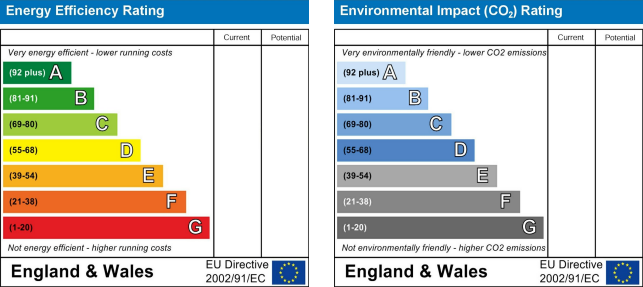 Energy Efficiency Rating
Current Potential
Very energy efficient - lower running costs
(92 plus) A
(81-91) B
(69-80) C
(55-68) D
(39-54) E
(21-38) F
(1-20) G
Not energy efficient - higher running costs
England & Wales
EU Directive
2002/91/EC
Environmental Impact (CO₂) Rating
Current Potential
Very environmentally friendly - lower CO2 emissions
(92 plus) A
(81-91) B
(69-80) C
(55-68) D
(39-54) E
(21-38) F
(1-20) G
Not environmentally friendly - higher CO2 emissions
England & Wales
EU Directive
2002/91/EC